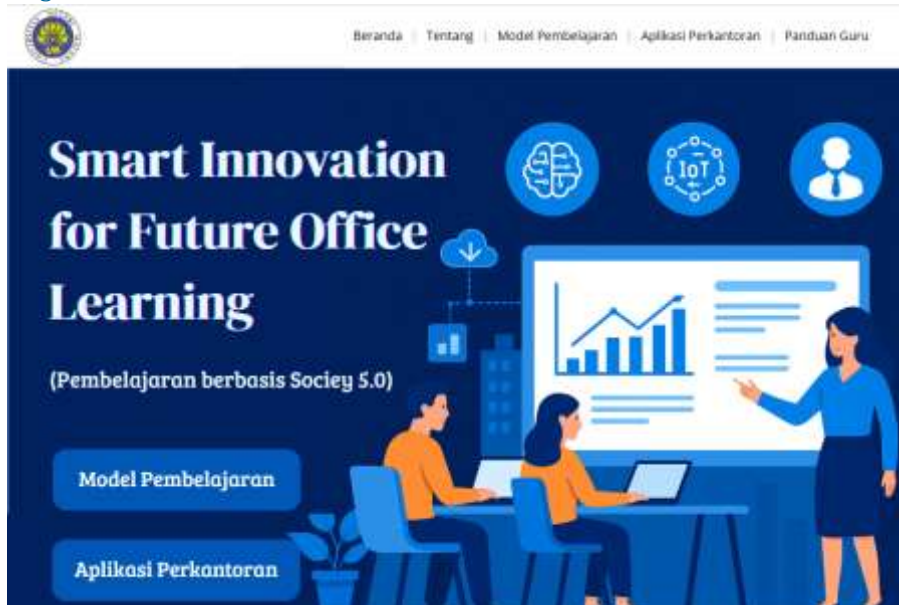 Beranda | Tentang | Model Pembelajaran | Aplikasi Perkantoran | Panduan Guru
Smart Innovation
for Future Office
Learning
IoT
(Pembelajaran berbasis Sociey 5.0)
Model Pembelajaran
Aplikasi Perkantoran